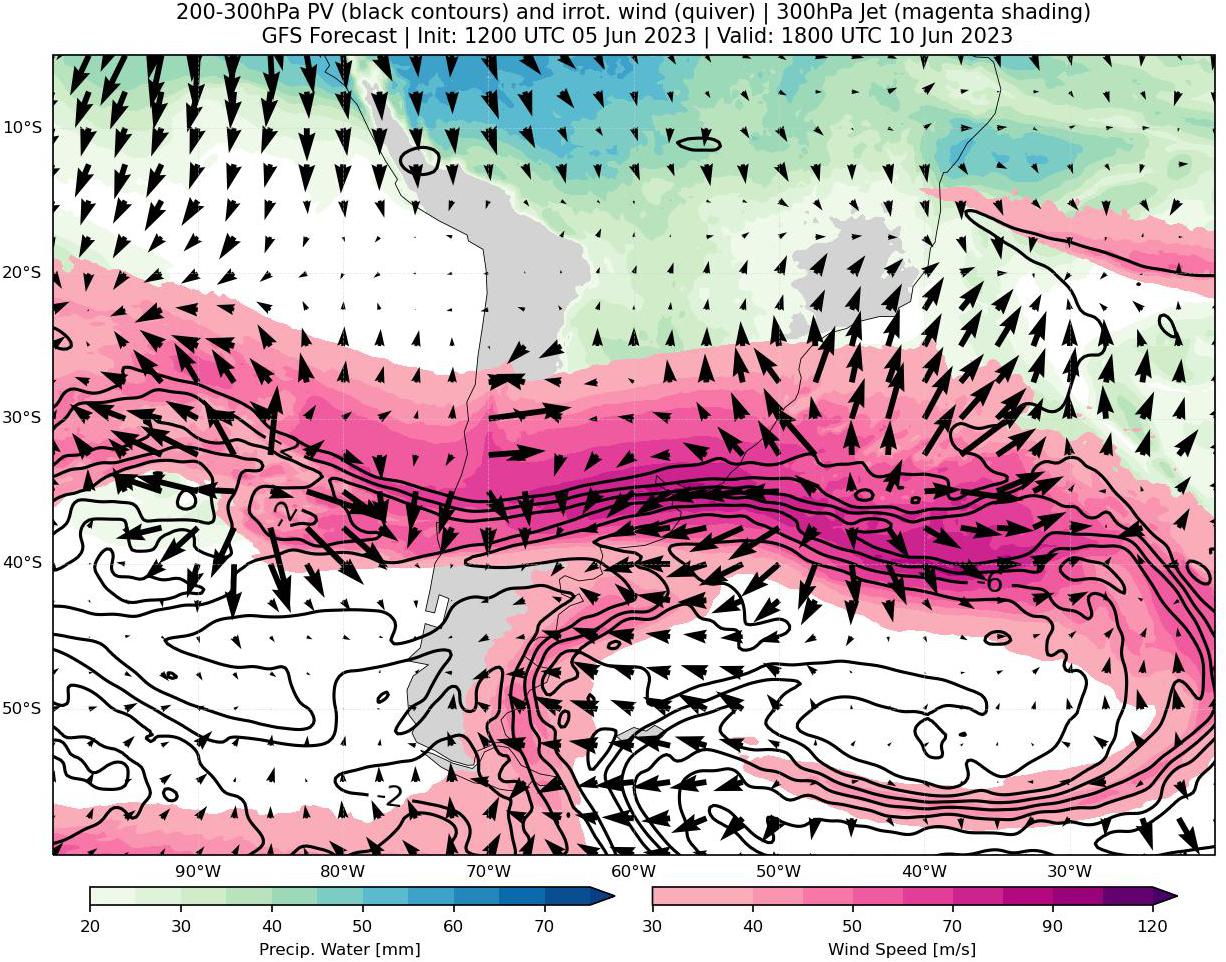 200-300hPa PV (black contours) and irrot. wind (quiver) | 300hPa Jet (magenta shading)
GFS Forecast | Init: 1200 UTC 05 Jun 2023 | Valid: 1800 UTC 10 Jun 2023
10°S
20°S
30°S
-2
40°S
-6
50°S
-2
90°W 80°W 70°W 60°W 50°W 40°W 30°W
20 30 40 50 60 70
Precip. Water [mm]
30 40 50 70 90 120
Wind Speed [m/s]